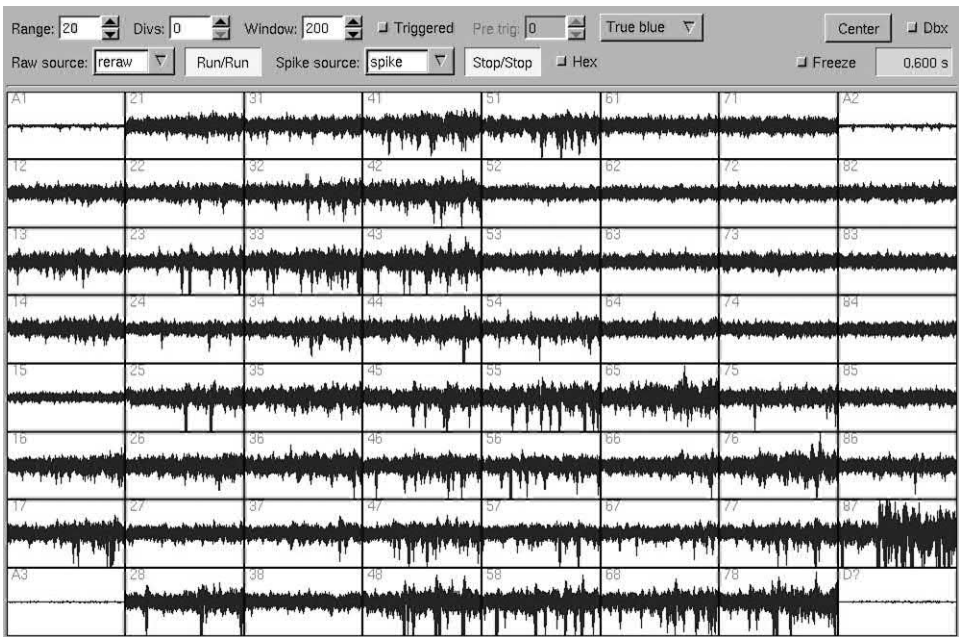 Range: 20 Divs: 0 Window: 200 Triggered Pre trig: 0 True blue Center Dbx
Raw source: reraw Run/Run Spike source: spike Stop/Stop Hex Freeze 0.600 s
A1 21 31 41 51 61 71 A2
12 22 32 42 52 62 72 82
13 23 33 43 53 63 73 83
14 24 34 44 54 64 74 84
15 25 35 45 55 65 75 85
16 26 36 46 56 66 76 86
17 27 37 47 57 67 77 87
A3 28 38 48 58 68 78 D?